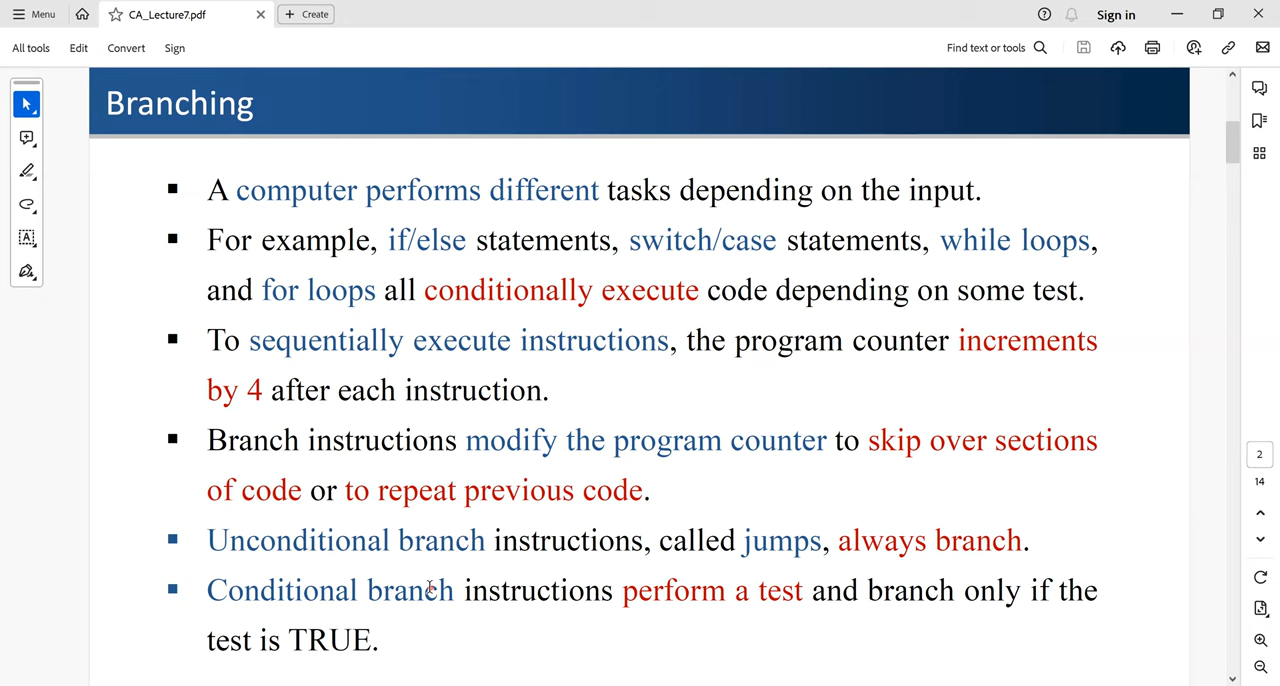 Menu
CA_Lecture7.pdf
Create
Sign in
All tools
Edit
Convert
Sign
Find text or tools
Branching
A computer performs different tasks depending on the input.
For example, if/else statements, switch/case statements, while loops,
and for loops all conditionally execute code depending on some test.
To sequentially execute instructions, the program counter increments
by 4 after each instruction.
Branch instructions modify the program counter to skip over sections
of code or to repeat previous code.
Unconditional branch instructions, called jumps, always branch.
Conditional branch instructions perform a test and branch only if the
test is TRUE.
2
14